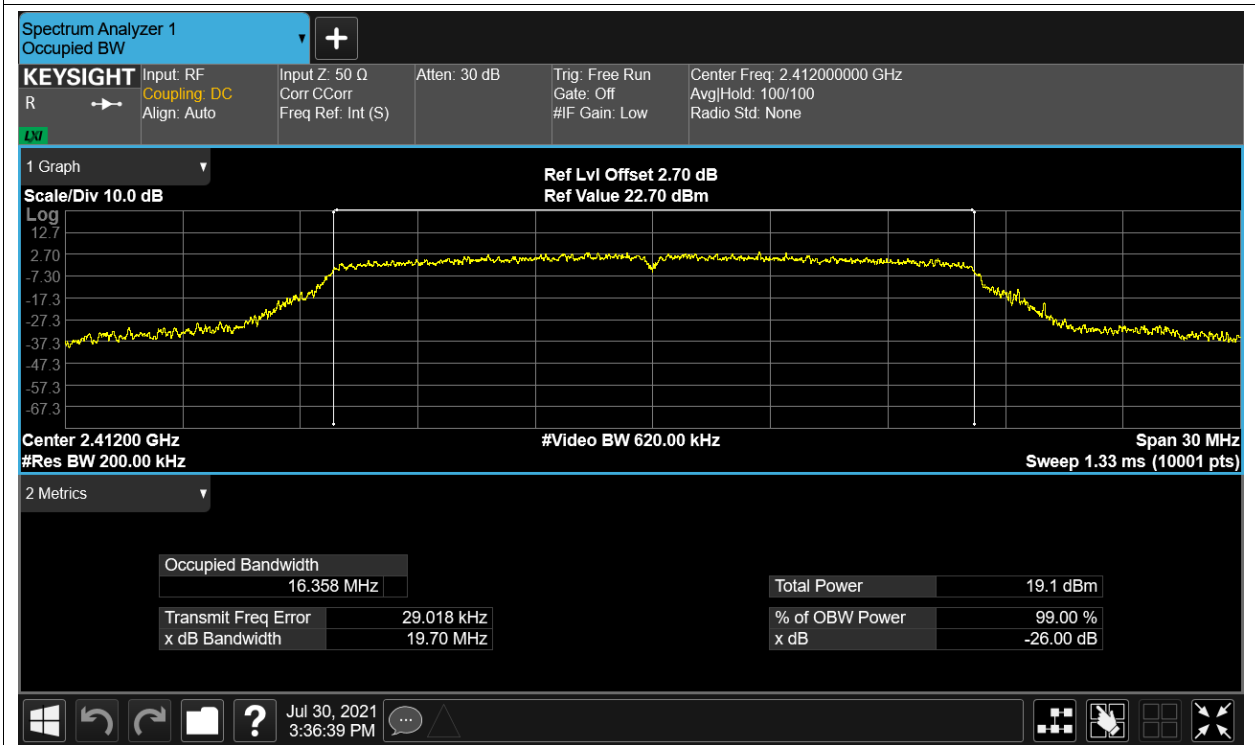 Spectrum Analyzer 1
Occupied BW
KEYSIGHT
R
LXI
Input: RF
Coupling: DC
Align: Auto
Input Z: 50 Ω
Corr CCorr
Freq Ref: Int (S)
Atten: 30 dB
Trig: Free Run
Gate: Off
#IF Gain: Low
Center Freq: 2.412000000 GHz
Avg|Hold: 100/100
Radio Std: None
1 Graph
Scale/Div 10.0 dB
Ref Lvl Offset 2.70 dB
Ref Value 22.70 dBm
Log
12.7
2.70
-7.30
-17.3
-27.3
-37.3
-47.3
-57.3
-67.3
Center 2.41200 GHz
#Video BW 620.00 kHz
Span 30 MHz
#Res BW 200.00 kHz
Sweep 1.33 ms (10001 pts)
2 Metrics
Occupied Bandwidth
16.358 MHz
Total Power 19.1 dBm
Transmit Freq Error 29.018 kHz
% of OBW Power 99.00 %
x dB Bandwidth 19.70 MHz
x dB -26.00 dB
?
Jul 30, 2021
3:36:39 PM